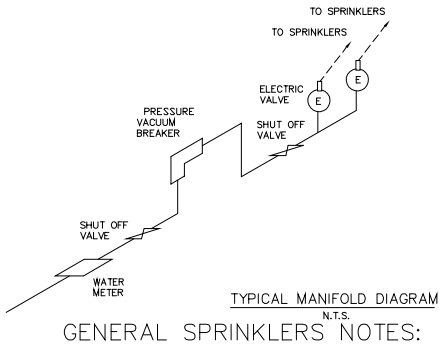 TO SPRINKLERS
TO SPRINKLERS
ELECTRIC
VALVE
E
E
PRESSURE
VACUUM
BREAKER
SHUT OFF
VALVE
SHUT OFF
VALVE
WATER
METER
TYPICAL MANIFOLD DIAGRAM
N.T.S.
GENERAL SPRINKLERS NOTES: